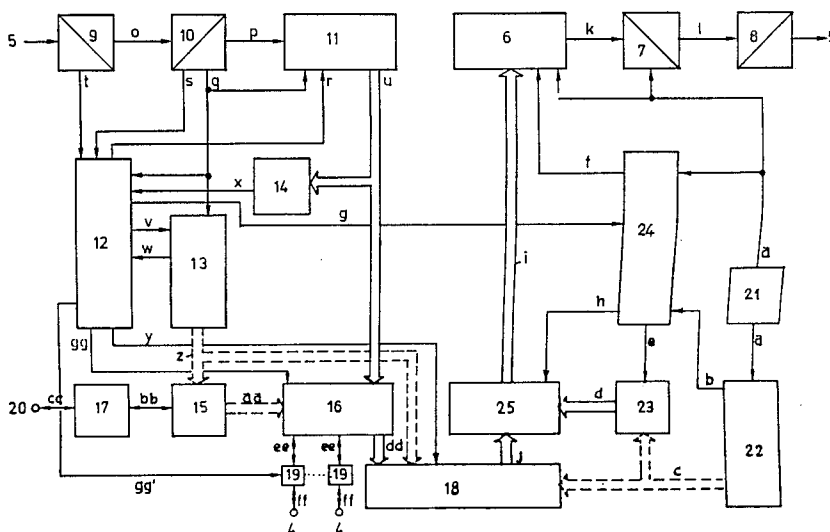 5 9 o 10 p 11 6 k 7 l 8
t s q r u
x 14 f
12 g 24
v 13 i a
w 21
h a
gg y e b
z
cc bb aa d
20 17 15 16 25 23
ee ee dd j 22
c
19 19 18
gg' ff ff
4 4